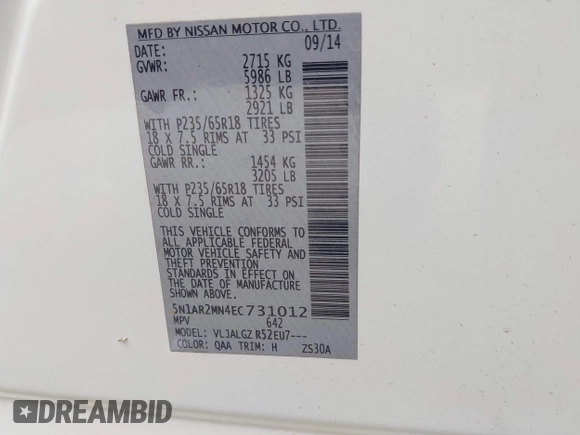 MFD BY NISSAN MOTOR CO., LTD.
DATE: 09/14
GVWR: 2715 KG
5986 LB
GAWR FR.: 1325 KG
2921 LB
WITH P235/65R18 TIRES
18 X 7.5 RIMS AT 33 PSI
COLD SINGLE
GAWR RR.: 1454 KG
3205 LB
WITH P235/65R18 TIRES
18 X 7.5 RIMS AT 33 PSI
COLD SINGLE
THIS VEHICLE CONFORMS TO
ALL APPLICABLE FEDERAL
MOTOR VEHICLE SAFETY AND
THEFT PREVENTION
STANDARDS IN EFFECT ON
THE DATE OF MANUFACTURE
SHOWN ABOVE.
5N1AR2MN4EC731012
MPV 642
MODEL: VLJALGZ R52EU7---
COLOR: QAA TRIM: H ZS30A
DREAMBID